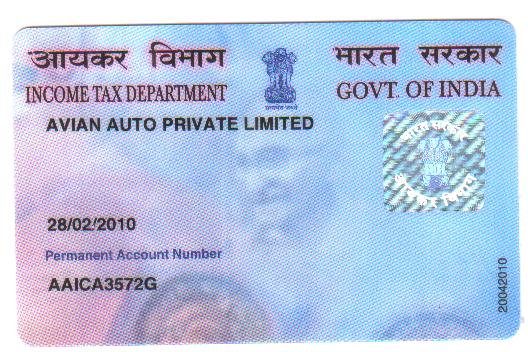 आयकर विभाग
भारत सरकार
INCOME TAX DEPARTMENT
GOVT. OF INDIA
सत्यमेव जयते
AVIAN AUTO PRIVATE LIMITED
भारत सरकार
आयकर विभाग
28/02/2010
Permanent Account Number
AAICA3572G
20042010